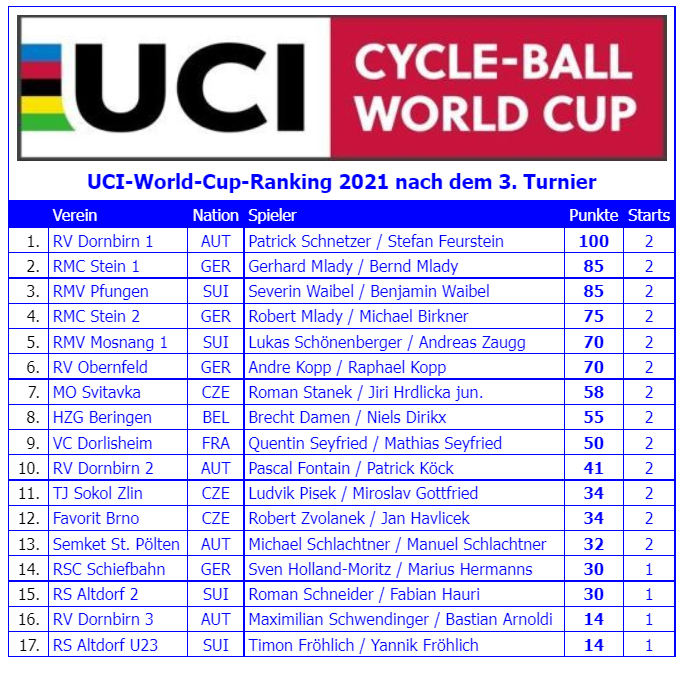 UCI CYCLE-BALL
WORLD CUP
UCI-World-Cup-Ranking 2021 nach dem 3. Turnier
Verein Nation Spieler Punkte Starts
1. RV Dornbirn 1 AUT Patrick Schnetzer / Stefan Feurstein 100 2
2. RMC Stein 1 GER Gerhard Mlady / Bernd Mlady 85 2
3. RMV Pfungen SUI Severin Waibel / Benjamin Waibel 85 2
4. RMC Stein 2 GER Robert Mlady / Michael Birkner 75 2
5. RMV Mosnang 1 SUI Lukas Schönenberger / Andreas Zaugg 70 2
6. RV Obernfeld GER Andre Kopp / Raphael Kopp 70 2
7. MO Svitavka CZE Roman Stanek / Jiri Hrdlicka jun. 58 2
8. HZG Beringen BEL Brecht Damen / Niels Dirikx 55 2
9. VC Dorlisheim FRA Quentin Seyfried / Mathias Seyfried 50 2
10. RV Dornbirn 2 AUT Pascal Fontain / Patrick Köck 41 2
11. TJ Sokol Zlin CZE Ludvik Pisek / Miroslav Gottfried 34 2
12. Favorit Brno CZE Robert Zvolanek / Jan Havlicek 34 2
13. Semket St. Pölten AUT Michael Schlachtner / Manuel Schlachtner 32 2
14. RSC Schiefbahn GER Sven Holland-Moritz / Marius Hermanns 30 1
15. RS Altdorf 2 SUI Roman Schneider / Fabian Hauri 30 1
16. RV Dornbirn 3 AUT Maximilian Schwendinger / Bastian Arnoldi 14 1
17. RS Altdorf U23 SUI Timon Fröhlich / Yannik Fröhlich 14 1